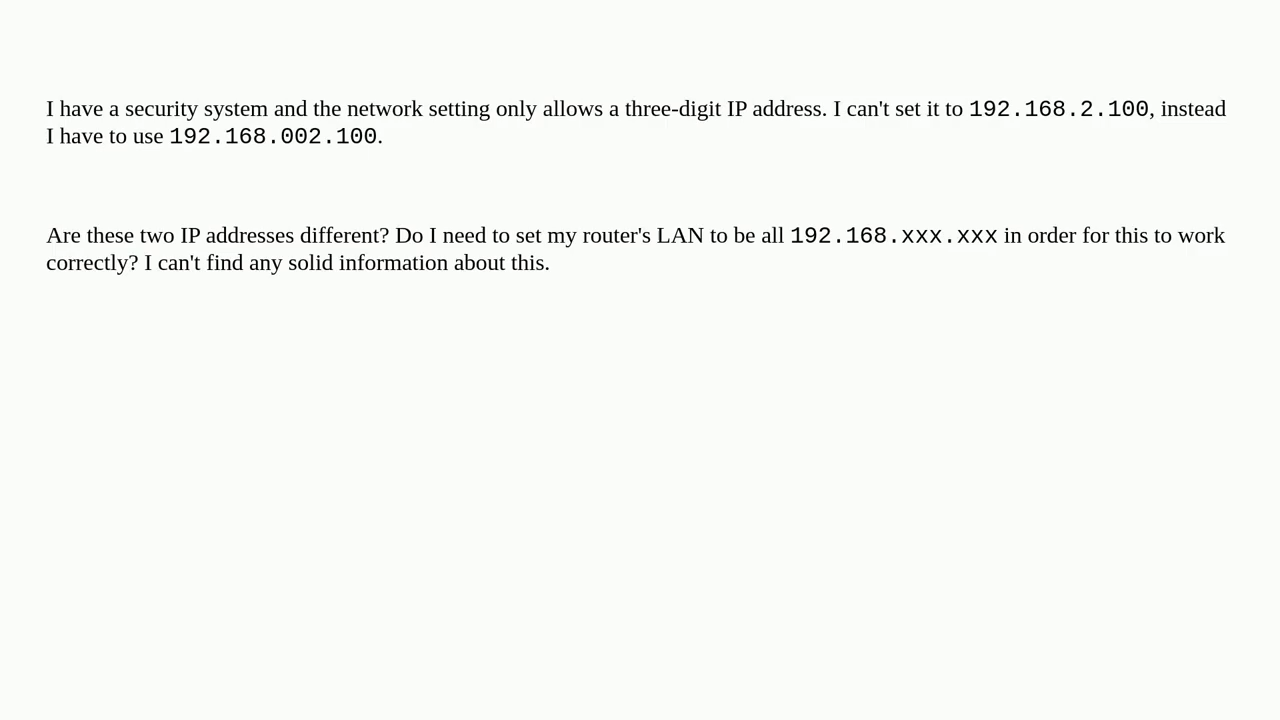 I have a security system and the network setting only allows a three-digit IP address. I can't set it to 192.168.2.100, instead
I have to use 192.168.002.100.
Are these two IP addresses different? Do I need to set my router's LAN to be all 192.168.xxx.xxx in order for this to work
correctly? I can't find any solid information about this.